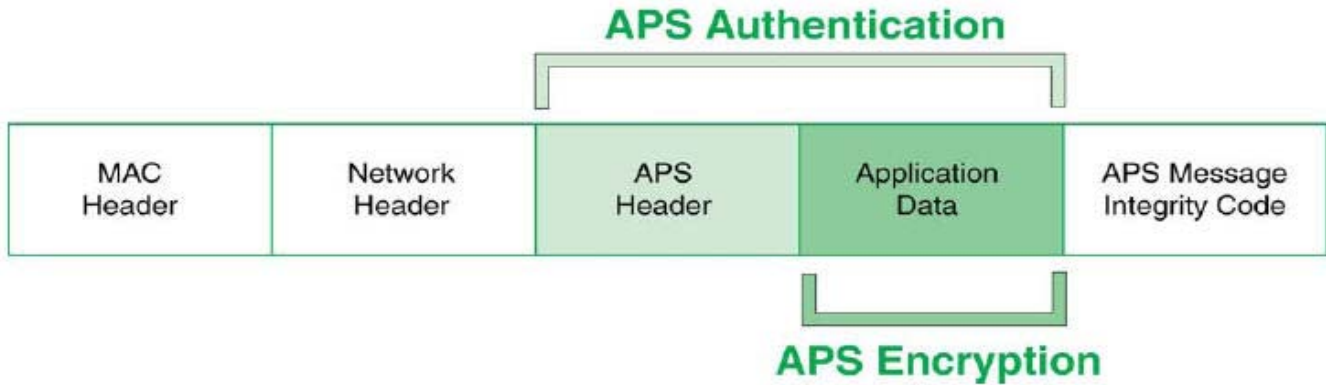 APS Authentication
MAC
Header
Network
Header
APS
Header
Application
Data
APS Message
Integrity Code
APS Encryption